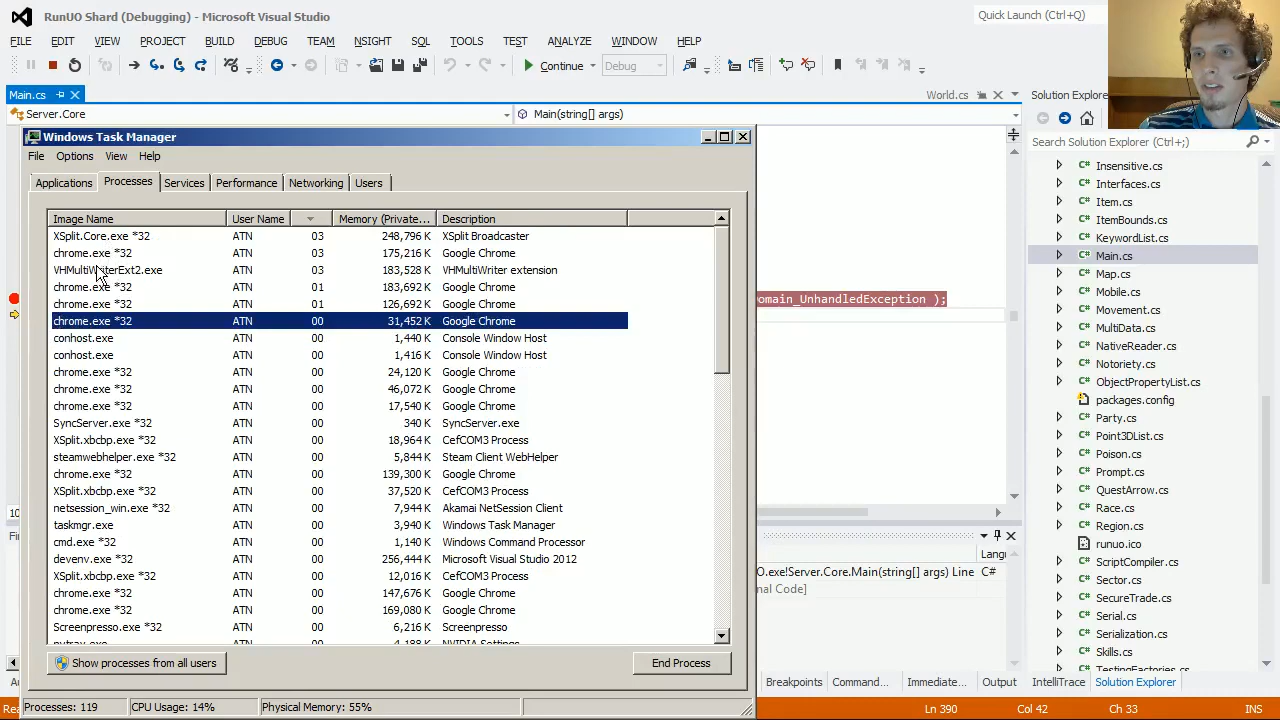 RunUO Shard (Debugging) - Microsoft Visual Studio
Quick Launch (Ctrl+Q)
FILE EDIT VIEW PROJECT BUILD DEBUG TEAM NSIGHT SQL TOOLS TEST ANALYZE WINDOW HELP
Continue Debug
Main.cs World.cs Solution Explorer
Server.Core Main(string[] args)
Search Solution Explorer (Ctrl+;)
Windows Task Manager
File Options View Help
Applications Processes Services Performance Networking Users
Image Name User Name Memory (Private... Description
XSplit.Core.exe *32 ATN 03 248,796 K XSplit Broadcaster
chrome.exe *32 ATN 03 175,216 K Google Chrome
VHMultiWriterExt2.exe ATN 03 183,528 K VHMultiWriter extension
chrome.exe *32 ATN 01 183,692 K Google Chrome
chrome.exe *32 ATN 01 126,692 K Google Chrome
chrome.exe *32 ATN 00 31,452 K Google Chrome
conhost.exe ATN 00 1,440 K Console Window Host
conhost.exe ATN 00 1,416 K Console Window Host
chrome.exe *32 ATN 00 24,120 K Google Chrome
chrome.exe *32 ATN 00 46,072 K Google Chrome
chrome.exe *32 ATN 00 17,540 K Google Chrome
SyncServer.exe *32 ATN 00 340 K SyncServer.exe
XSplit.xbcbp.exe *32 ATN 00 18,964 K CefCOM3 Process
steamwebhelper.exe *32 ATN 00 5,844 K Steam Client WebHelper
chrome.exe *32 ATN 00 139,300 K Google Chrome
XSplit.xbcbp.exe *32 ATN 00 37,520 K CefCOM3 Process
netsession_win.exe *32 ATN 00 7,944 K Akamai NetSession Client
taskmgr.exe ATN 00 3,940 K Windows Task Manager
cmd.exe *32 ATN 00 1,140 K Windows Command Processor
devenv.exe *32 ATN 00 256,444 K Microsoft Visual Studio 2012
XSplit.xbcbp.exe *32 ATN 00 12,016 K CefCOM3 Process
chrome.exe *32 ATN 00 147,676 K Google Chrome
chrome.exe *32 ATN 00 169,080 K Google Chrome
Screenpresso.exe *32 ATN 00 6,216 K Screenpresso
nvtray.exe ATN 00 4,188 K NVIDIA Settings
Show processes from all users End Process
Processes: 119 CPU Usage: 14% Physical Memory: 55%
omain_UnhandledException );
Langu
O.exe!Server.Core.Main(string[] args) Line C#
nal Code]
Insensitive.cs
Interfaces.cs
Item.cs
ItemBounds.cs
KeywordList.cs
Main.cs
Map.cs
Mobile.cs
Movement.cs
MultiData.cs
NativeReader.cs
Notoriety.cs
ObjectPropertyList.cs
packages.config
Party.cs
Point3DList.cs
Poison.cs
Prompt.cs
QuestArrow.cs
Race.cs
Region.cs
runuo.ico
ScriptCompiler.cs
Sector.cs
SecureTrade.cs
Serial.cs
Serialization.cs
Skills.cs
TestingFactories.cs
Breakpoints Command... Immediate... Output IntelliTrace Solution Explorer
Ln 390 Col 42 Ch 33 INS